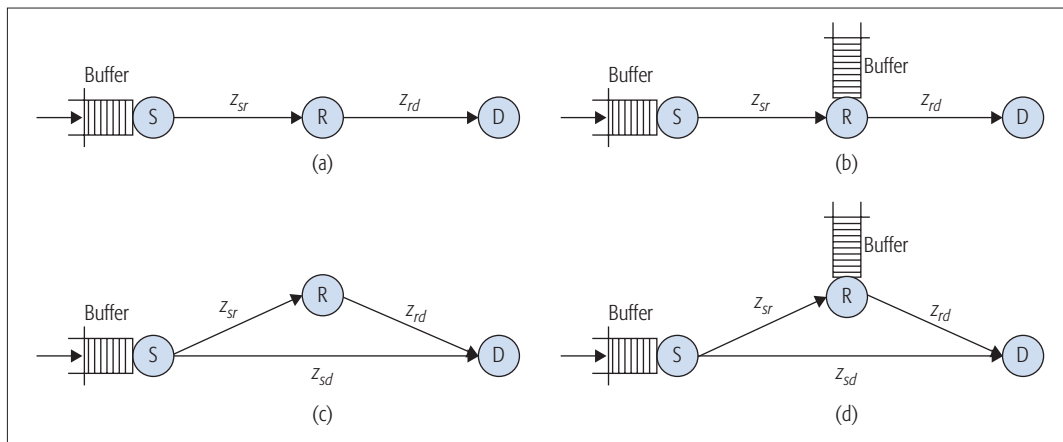 Buffer
S
z_sr
R
z_rd
D
(a)
Buffer
S
z_sr
Buffer
R
z_rd
D
(b)
Buffer
S
z_sr
R
z_rd
D
z_sd
(c)
Buffer
S
z_sr
Buffer
R
z_rd
D
z_sd
(d)